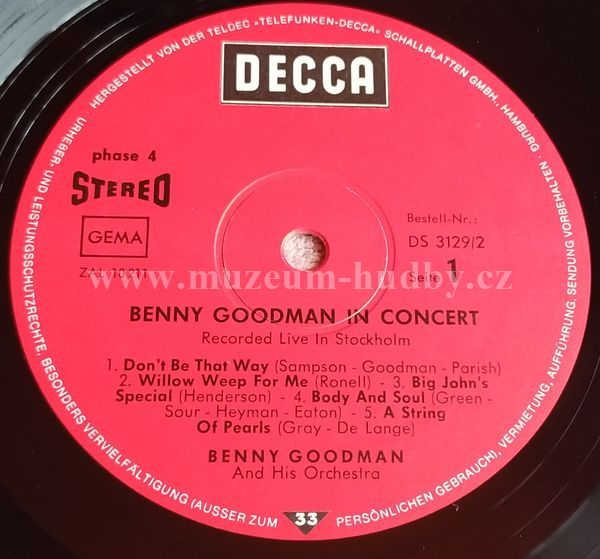 URHEBER- UND LEISTUNGSSCHUTZRECHTE, BESONDERS VERVIELFÄLTIGUNG (AUSSER ZUM PERSÖNLICHEN GEBRAUCH), VERMIETUNG, AUFFÜHRUNG, SENDUNG VORBEHALTEN
· HERGESTELLT VON DER TELDEC »TELEFUNKEN-DECCA« SCHALLPLATTEN GMBH., HAMBURG ·
DECCA
phase 4
STEREO
GEMA
ZAL 10211
Bestell-Nr.:
DS 3129/2
Seite 1
www.muzeum-hudby.cz
BENNY GOODMAN IN CONCERT
Recorded Live In Stockholm
1. Don't Be That Way (Sampson - Goodman - Parish)
2. Willow Weep For Me (Ronell) - 3. Big John's
Special (Henderson) - 4. Body And Soul (Green -
Sour - Heyman - Eaton) - 5. A String
Of Pearls (Gray - De Lange)
BENNY GOODMAN
And His Orchestra
33